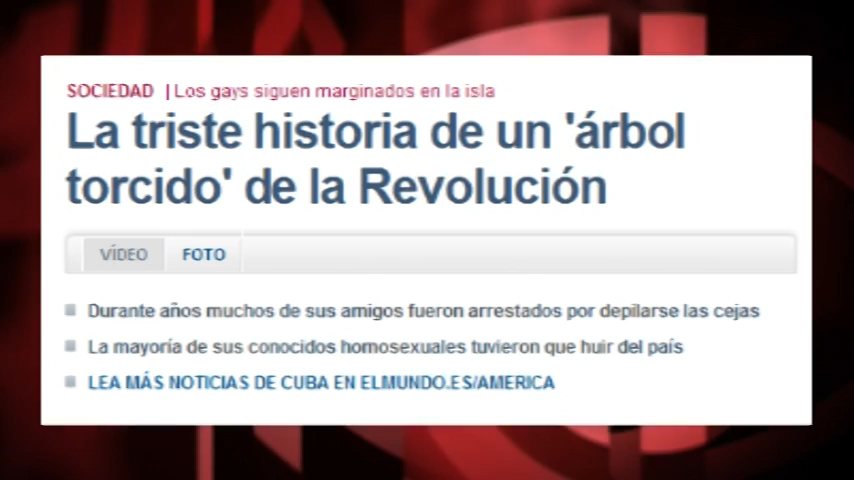 SOCIEDAD | Los gays siguen marginados en la isla
La triste historia de un 'árbol
torcido' de la Revolución
VÍDEO FOTO
Durante años muchos de sus amigos fueron arrestados por depilarse las cejas
La mayoría de sus conocidos homosexuales tuvieron que huir del país
LEA MÁS NOTICIAS DE CUBA EN ELMUNDO.ES/AMERICA